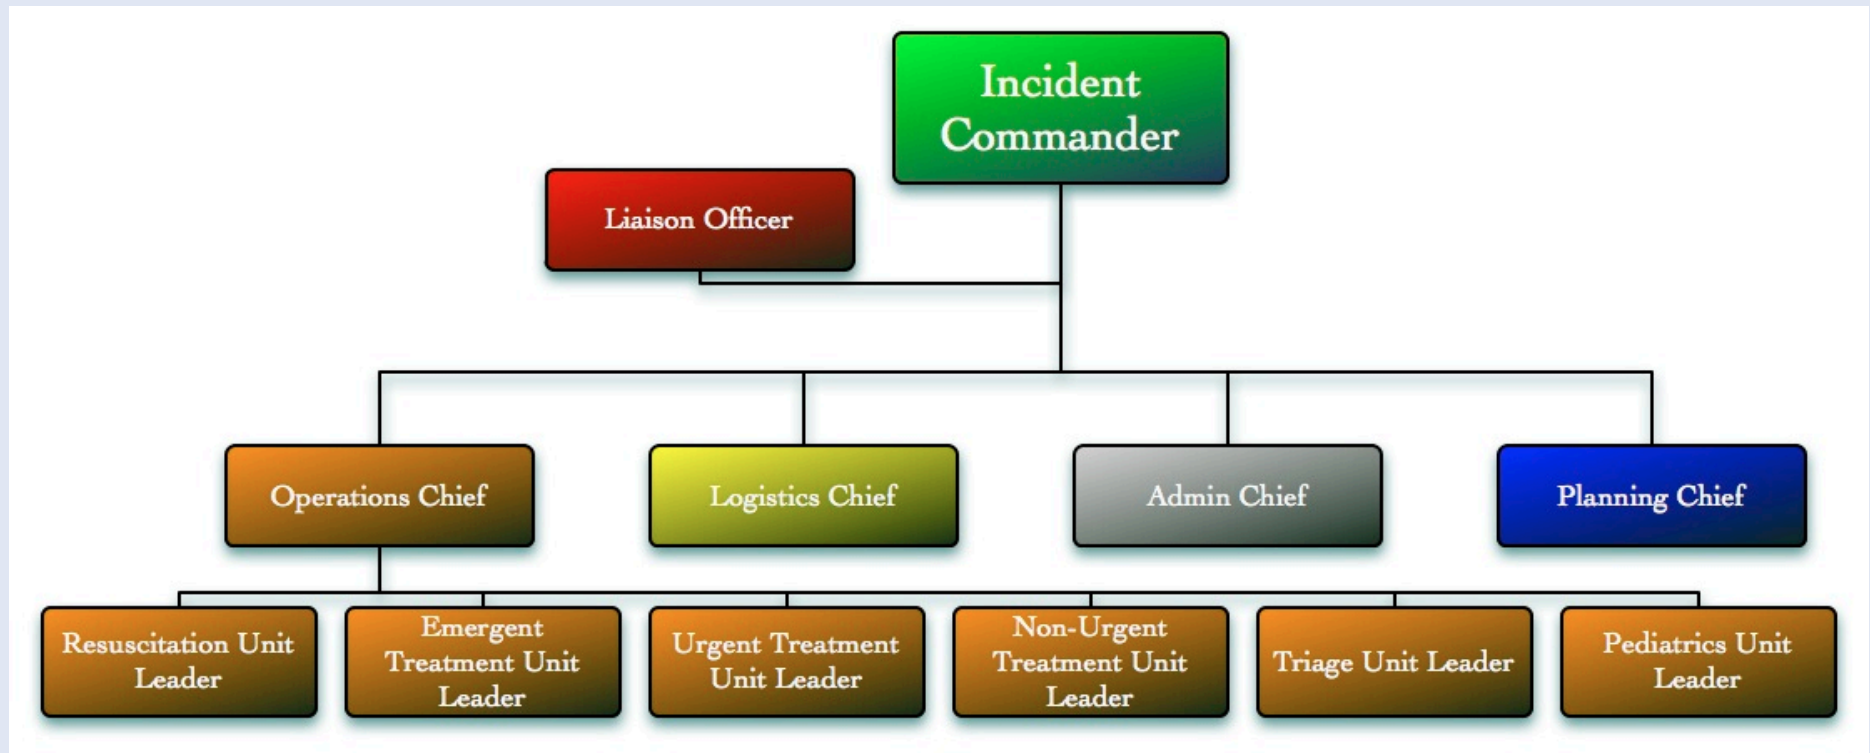 Incident
Commander
Liaison Officer
Operations Chief
Logistics Chief
Admin Chief
Planning Chief
Resuscitation Unit
Leader
Emergent
Treatment Unit
Leader
Urgent Treatment
Unit Leader
Non-Urgent
Treatment Unit
Leader
Triage Unit Leader
Pediatrics Unit
Leader